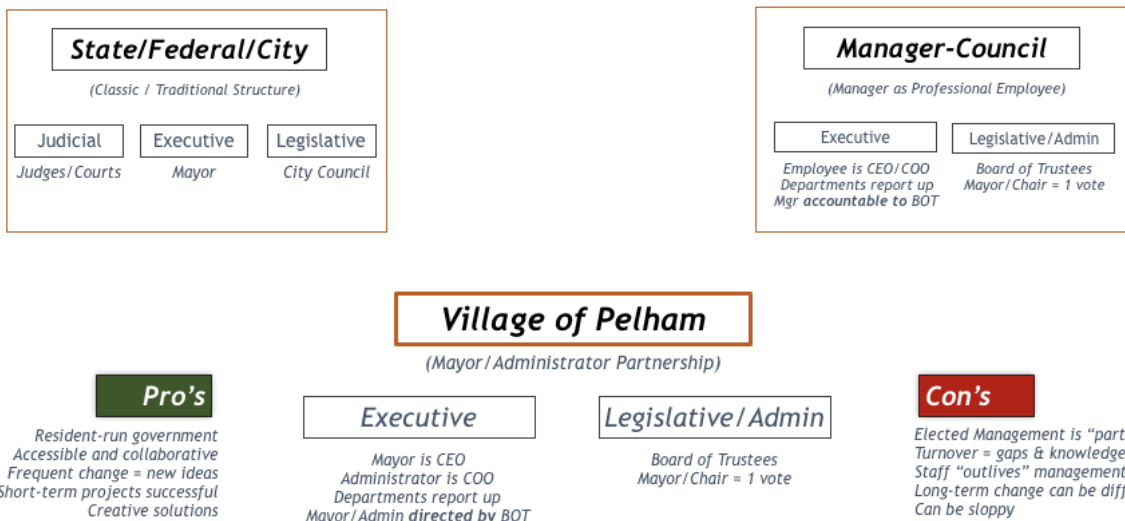 State/Federal/City
(Classic / Traditional Structure)
Judicial
Judges/Courts
Executive
Mayor
Legislative
City Council
Manager-Council
(Manager as Professional Employee)
Executive
Employee is CEO/COO
Departments report up
Mgr accountable to BOT
Legislative/Admin
Board of Trustees
Mayor/Chair = 1 vote
Village of Pelham
(Mayor/Administrator Partnership)
Pro's
Resident-run government
Accessible and collaborative
Frequent change = new ideas
Short-term projects successful
Creative solutions
Executive
Mayor is CEO
Administrator is COO
Departments report up
Mayor/Admin directed by BOT
Legislative/Admin
Board of Trustees
Mayor/Chair = 1 vote
Con's
Elected Management is “part
Turnover = gaps & knowledge
Staff “outlives” management
Long-term change can be diff
Can be sloppy